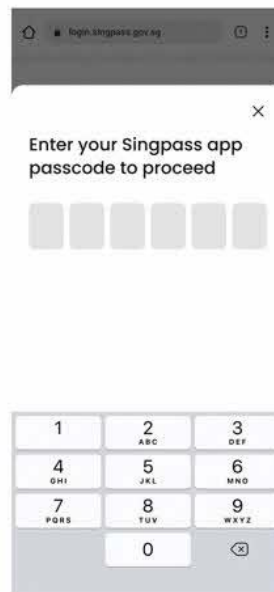 login.singpass.gov.sg
Enter your Singpass app
passcode to proceed
1
2
3
ABC
DEF
4
5
6
GHI
JKL
MNO
7
8
9
PQRS
TUV
WXYZ
0